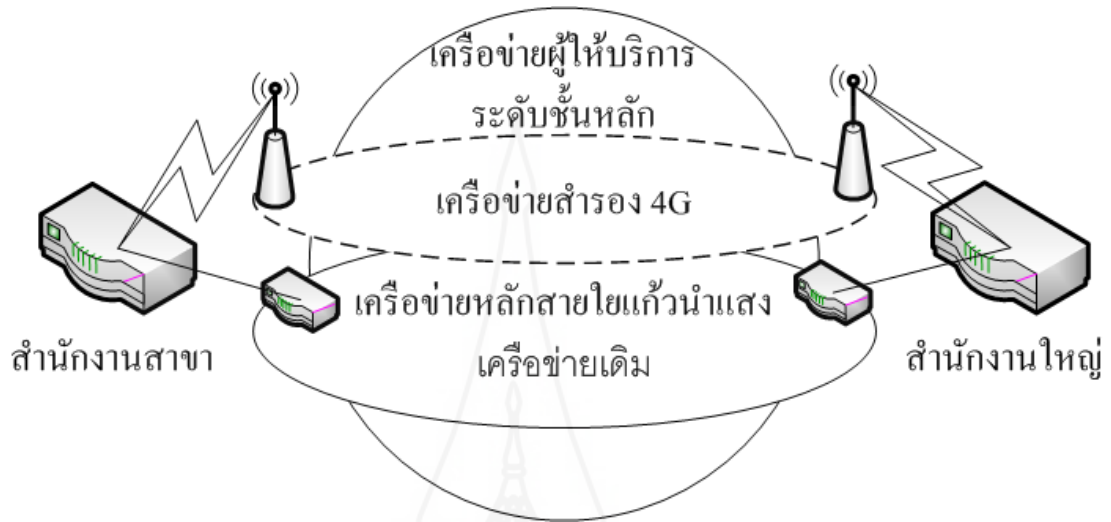 เครือข่ายผู้ให้บริการ
ระดับชั้นหลัก
เครือข่ายสำรอง 4G
เครือข่ายหลักสายใยแก้วนำแสง
เครือข่ายเดิม
สำนักงานสาขา
สำนักงานใหญ่